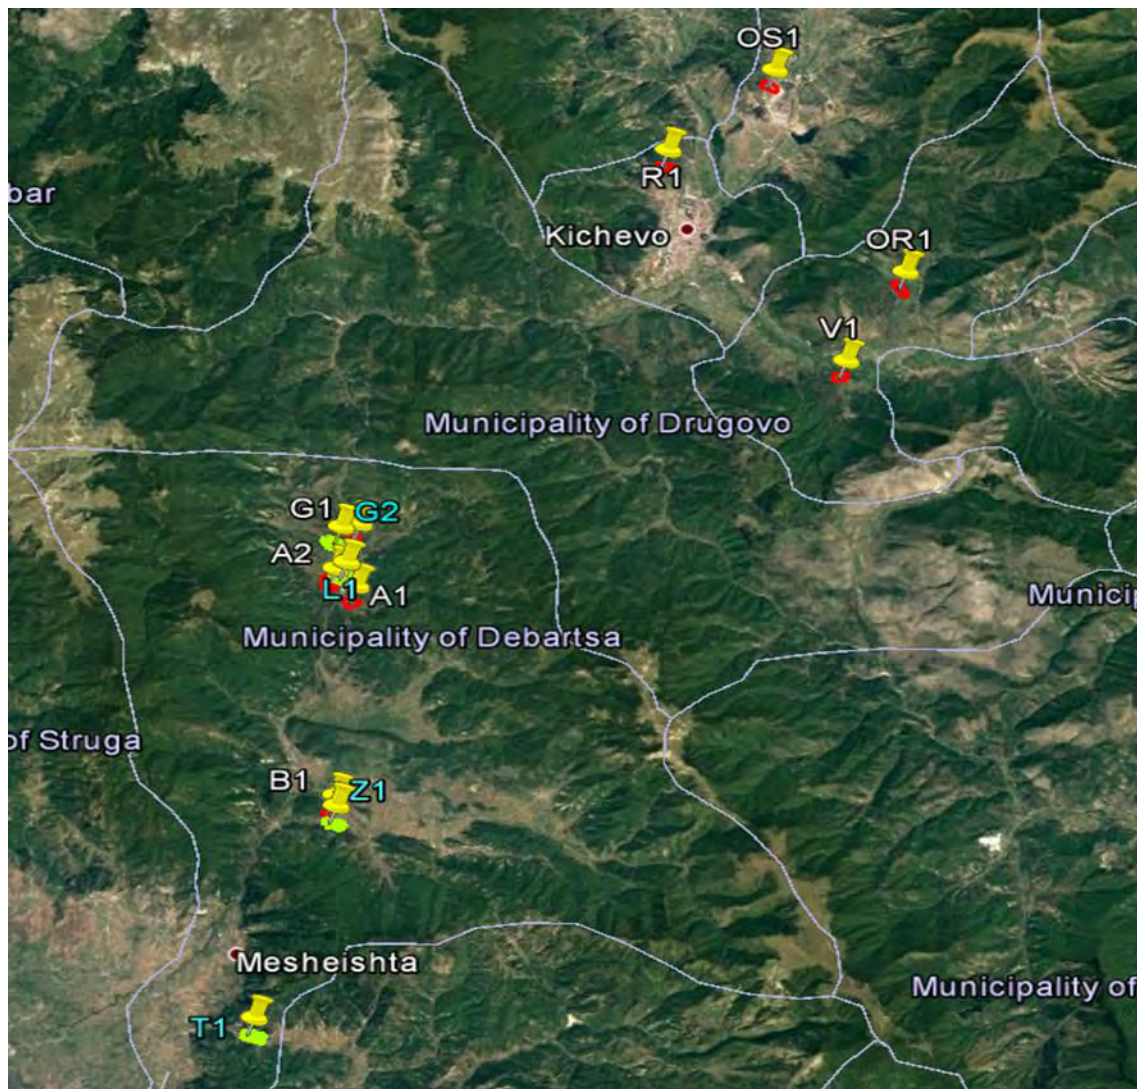 OS1
R1
bar
Kichevo
OR1
V1
Municipality of Drugovo
G1
G2
A2
L1
A1
Municip
Municipality of Debartsa
of Struga
B1
Z1
Mesheishta
Municipality of
T1